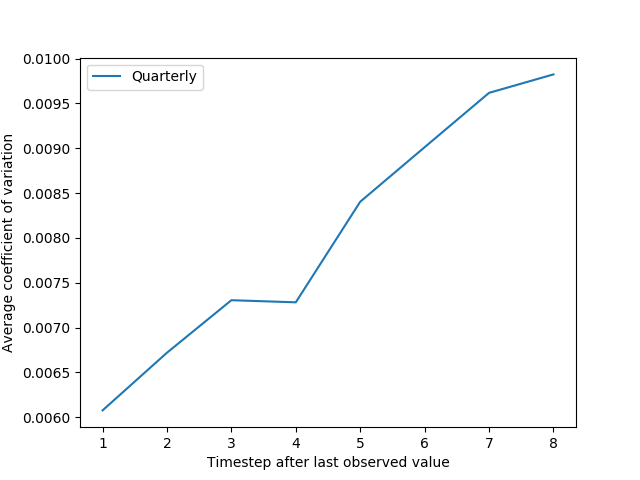 Quarterly
0.0100
0.0095
0.0090
0.0085
0.0080
0.0075
0.0070
0.0065
0.0060
Average coefficient of variation
1 2 3 4 5 6 7 8
Timestep after last observed value